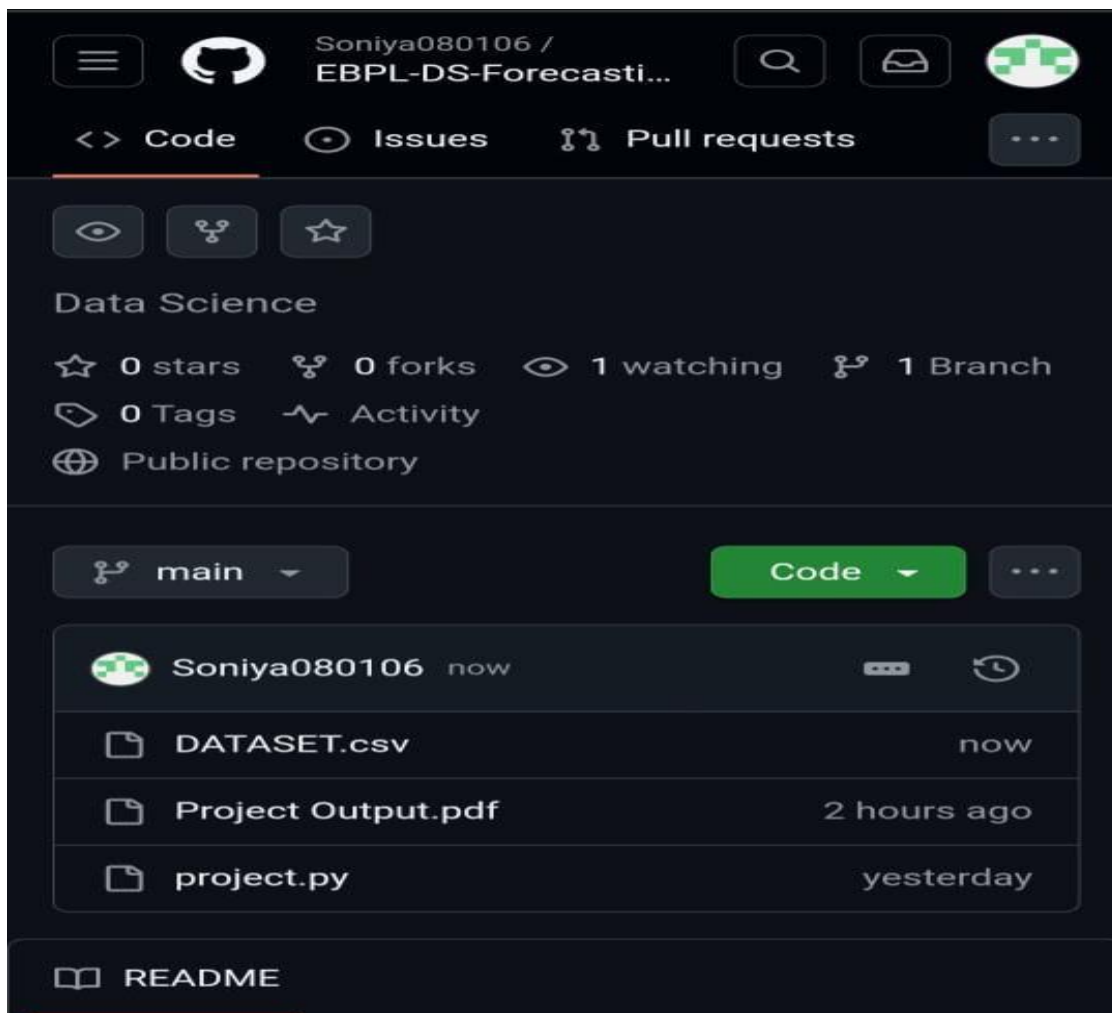 Soniya080106 /
EBPL-DS-Forecasti...
Code Issues Pull requests
Data Science
0 stars 0 forks 1 watching 1 Branch
0 Tags Activity
Public repository
main Code
Soniya080106 now
DATASET.csv now
Project Output.pdf 2 hours ago
project.py yesterday
README